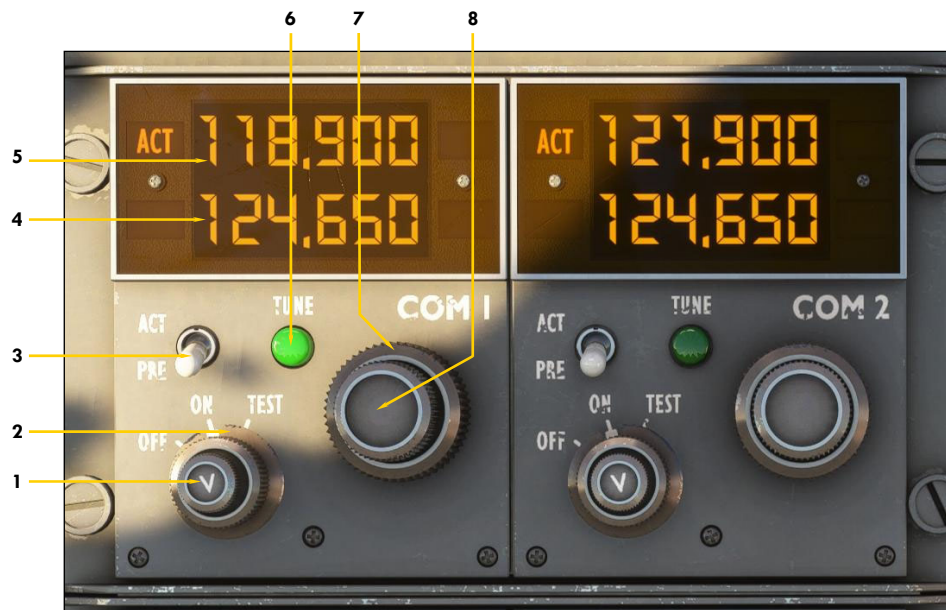 6 7 8
ACT 118.900
5
124.650
4
ACT 121.900
124.650
ACT
TUNE
COM 1
3
PRE
ON
TEST
2
OFF
V
1
ACT
TUNE
COM 2
PRE
ON
TEST
OFF
V